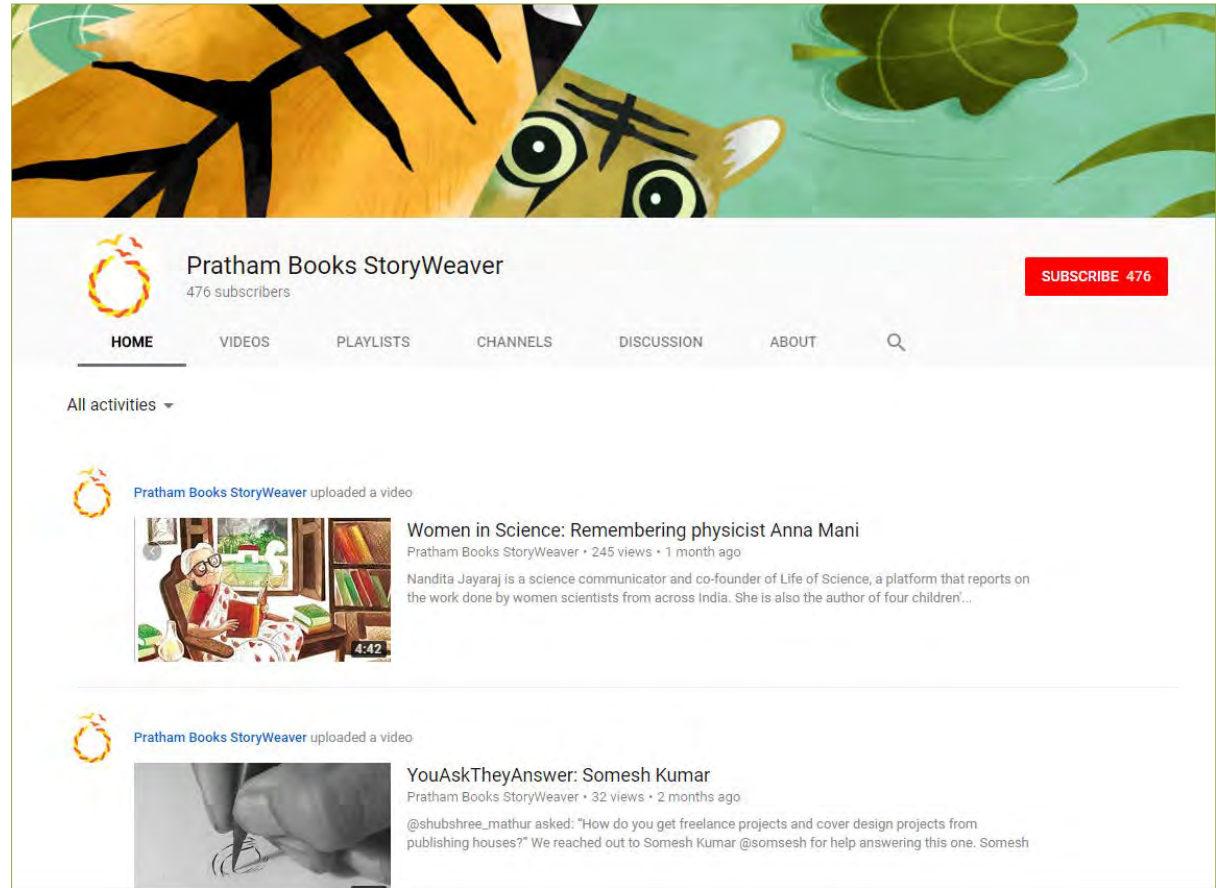 Pratham Books StoryWeaver
476 subscribers
SUBSCRIBE 476
HOME VIDEOS PLAYLISTS CHANNELS DISCUSSION ABOUT
All activities
Pratham Books StoryWeaver uploaded a video
Women in Science: Remembering physicist Anna Mani
Pratham Books StoryWeaver • 245 views • 1 month ago
Nandita Jayaraj is a science communicator and co-founder of Life of Science, a platform that reports on
the work done by women scientists from across India. She is also the author of four children'...
4:42
Pratham Books StoryWeaver uploaded a video
YouAskTheyAnswer: Somesh Kumar
Pratham Books StoryWeaver • 32 views • 2 months ago
@shubshree_mathur asked: "How do you get freelance projects and cover design projects from
publishing houses?" We reached out to Somesh Kumar @somsesh for help answering this one. Somesh